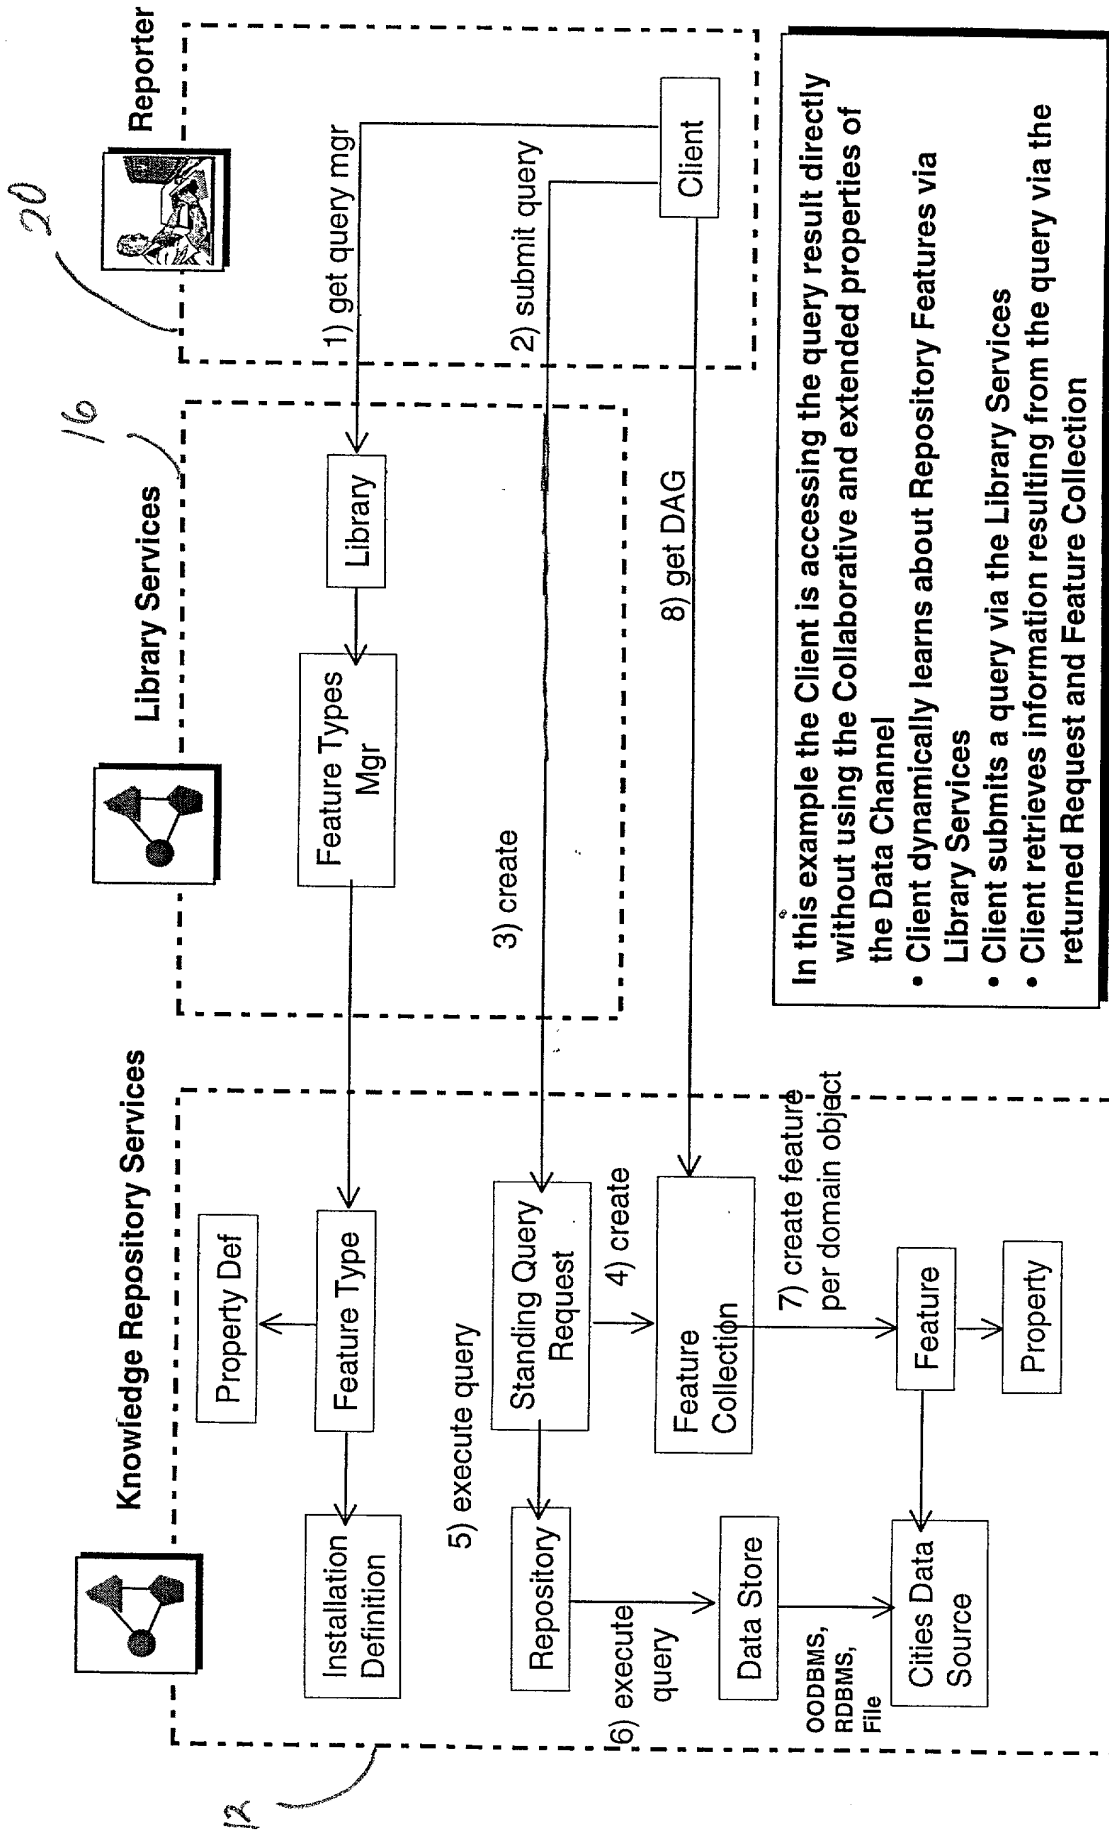 Knowledge Repository Services
Library Services
Reporter
12
16
20
Property Def
Feature Type
Installation
Definition
Feature Types
Mgr
Library
1) get query mgr
2) submit query
3) create
Client
5) execute query
Standing Query
Request
4) create
Repository
6) execute
query
Feature
Collection
8) get DAG
7) create feature
per domain object
Data Store
OODBMS,
RDBMS,
File
Cities Data
Source
Feature
Property
In this example the Client is accessing the query result directly
without using the Collaborative and extended properties of
the Data Channel
• Client dynamically learns about Repository Features via
Library Services
• Client submits a query via the Library Services
• Client retrieves information resulting from the query via the
returned Request and Feature Collection